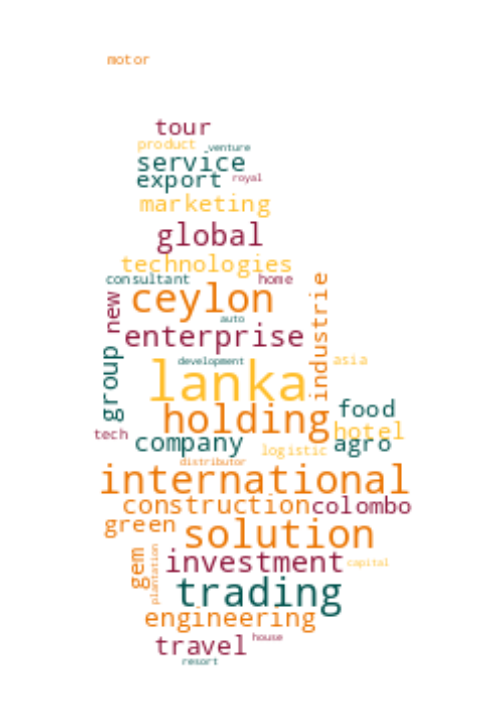 motor
tour
product
venture
service
export
royal
marketing
global
technologies
consultant
home
new
ceylon
industrie
auto
enterprise
group
development
asia
lanka
holding
food
hotel
tech
company
agro
logistic
distributor
international
construction
colombo
green
solution
gem
plantation
investment
capital
trading
engineering
travel
house
resort